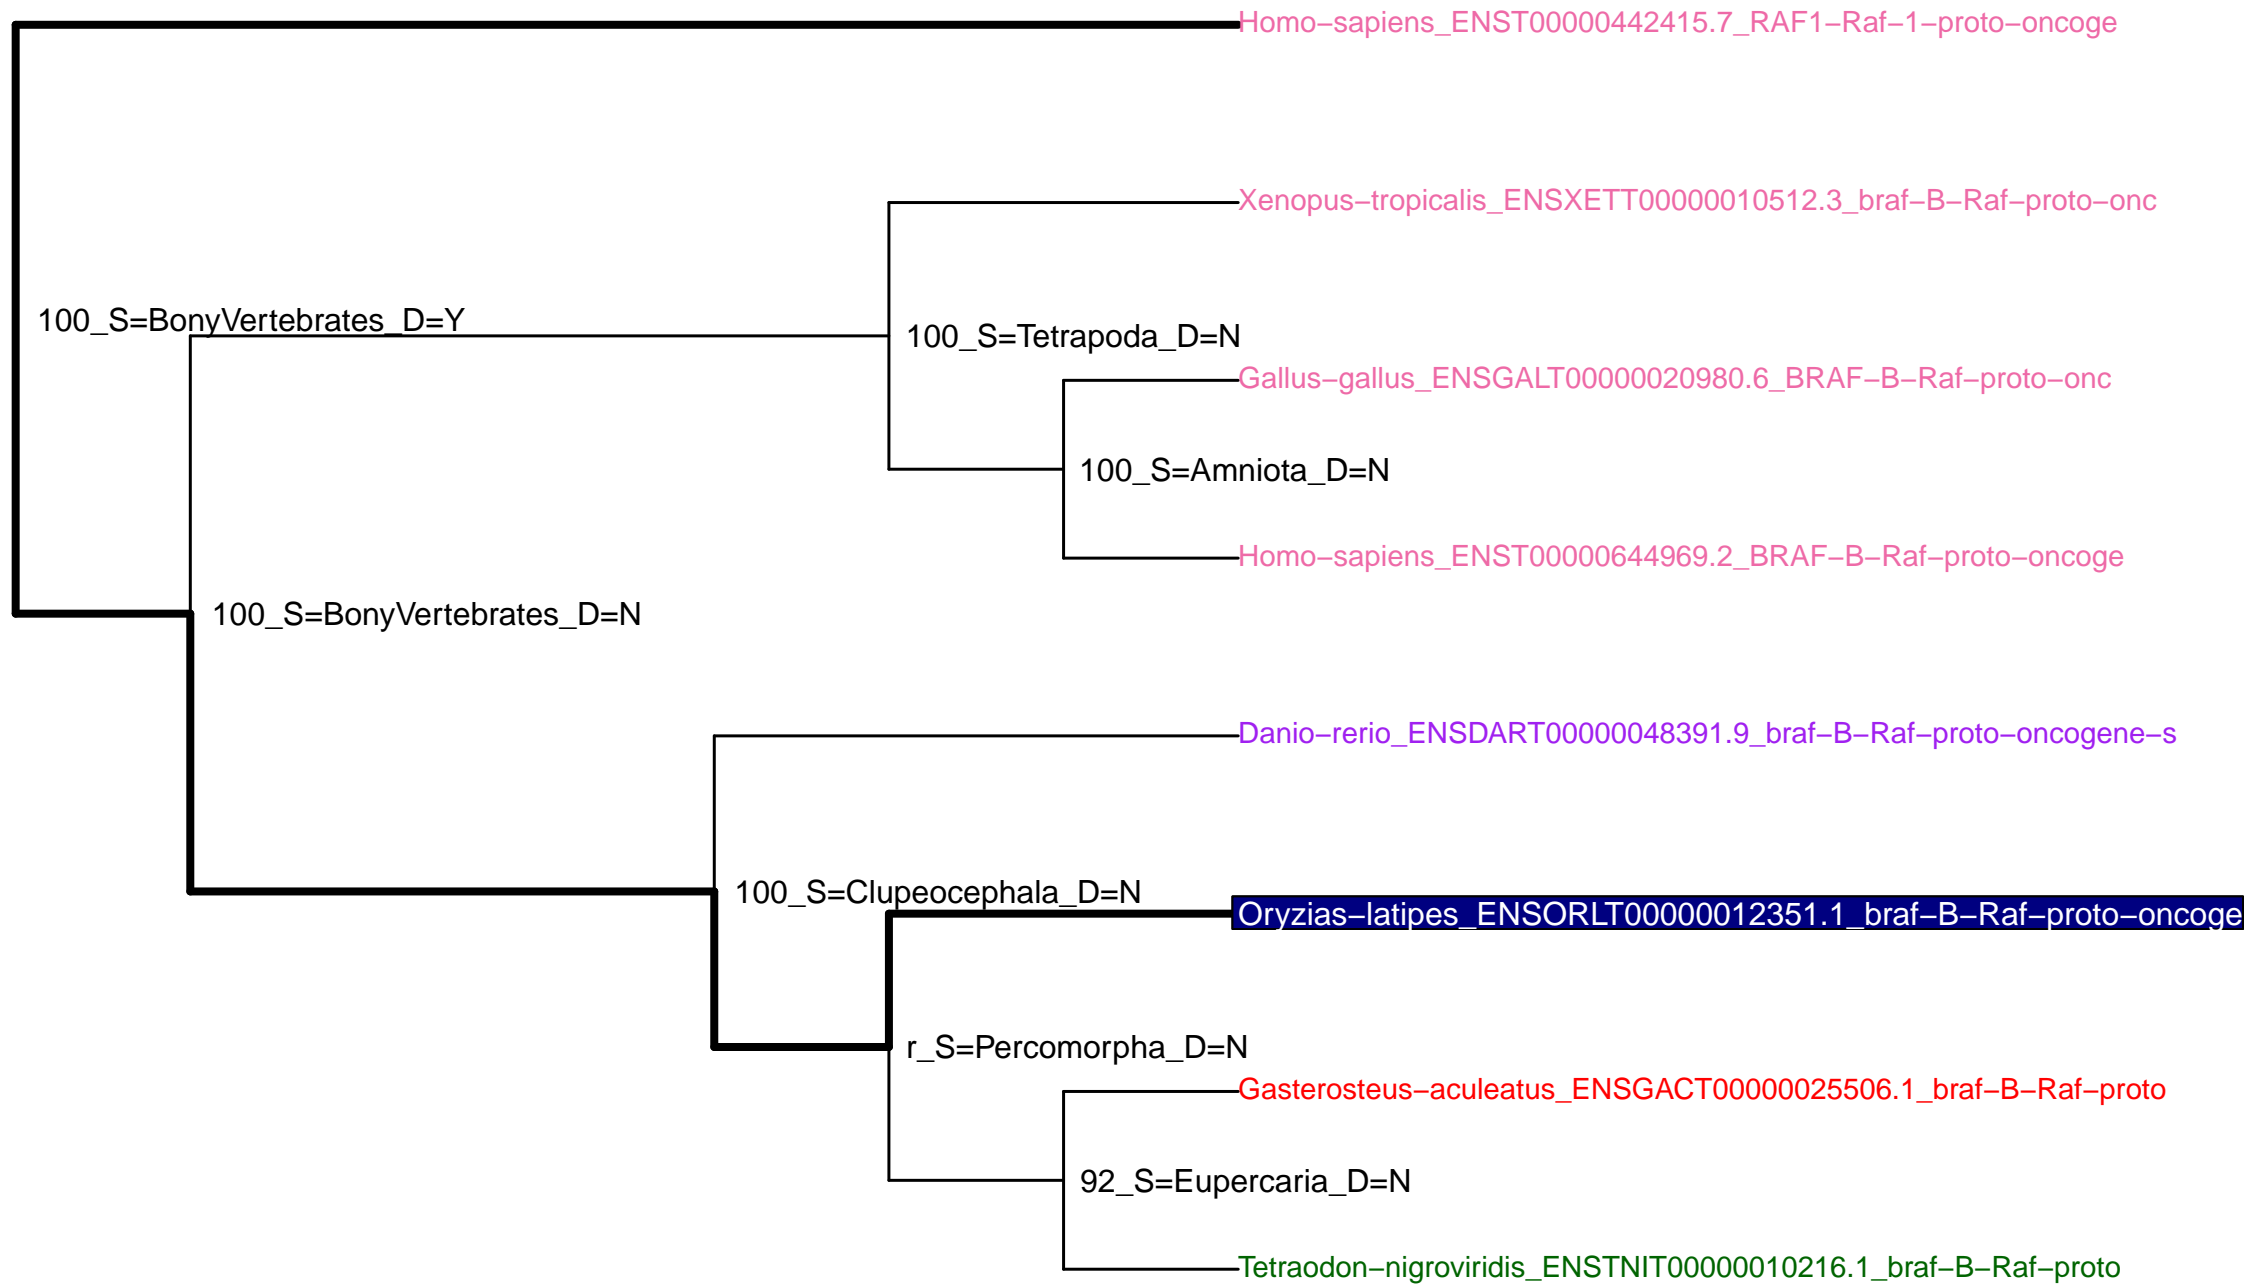 Homo−sapiens_ENST00000442415.7_RAF1−Raf−1−proto−oncoge
Xenopus−tropicalis_ENSXETT00000010512.3_braf−B−Raf−proto−onc
100_S=BonyVertebrates_D=Y
100_S=Tetrapoda_D=N
Gallus−gallus_ENSGALT00000020980.6_BRAF−B−Raf−proto−onc
100_S=Amniota_D=N
Homo−sapiens_ENST00000644969.2_BRAF−B−Raf−proto−oncoge
100_S=BonyVertebrates_D=N
Danio−rerio_ENSDART00000048391.9_braf−B−Raf−proto−oncogene−s
100_S=Clupeocephala_D=N
Oryzias−latipes_ENSORLT00000012351.1_braf−B−Raf−proto−oncoge
r_S=Percomorpha_D=N
Gasterosteus−aculeatus_ENSGACT00000025506.1_braf−B−Raf−proto
92_S=Eupercaria_D=N
Tetraodon−nigroviridis_ENSTNIT00000010216.1_braf−B−Raf−proto